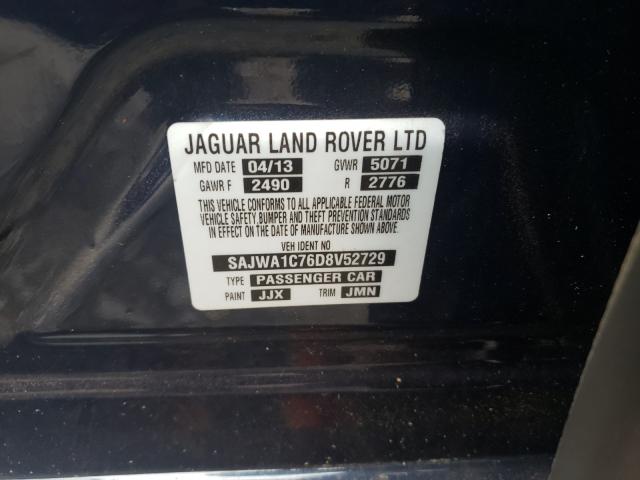 JAGUAR LAND ROVER LTD
MFD DATE 04/13 GVWR 5071
GAWR F 2490 R 2776
THIS VEHICLE CONFORMS TO ALL APPLICABLE FEDERAL MOTOR
VEHICLE SAFETY,BUMPER AND THEFT PREVENTION STANDARDS
IN EFFECT ON THE DATE OF MANUFACTURE SHOWN ABOVE.
VEH IDENT NO
SAJWA1C76D8V52729
TYPE PASSENGER CAR
PAINT JJX TRIM JMN